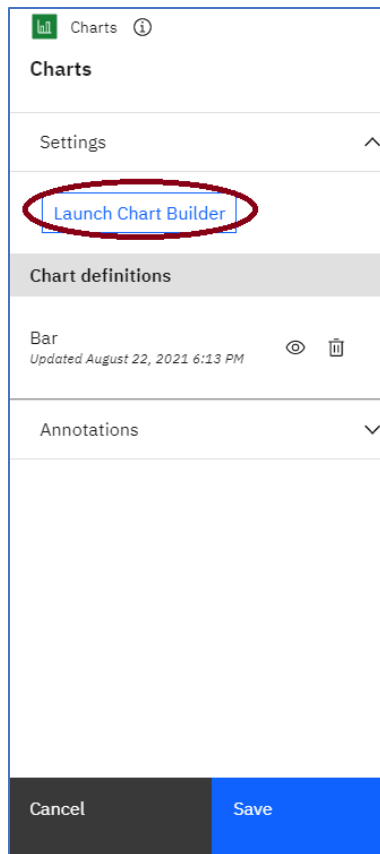 Charts
Charts
Settings
Launch Chart Builder
Chart definitions
Bar
Updated August 22, 2021 6:13 PM
Annotations
Cancel Save